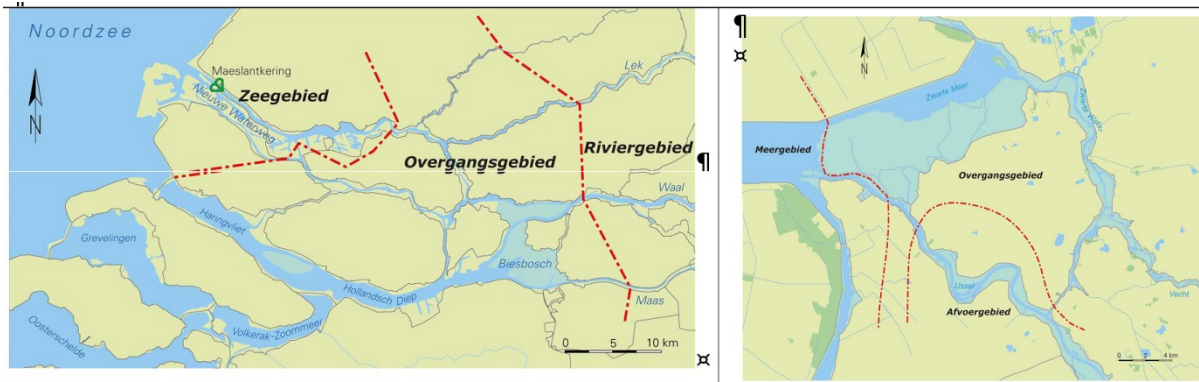 Noordzee
Maeslantkering
Zeegebied
Nieuwe Waterweg
N
Lek
Overgangsgebied
Riviergebied
Waal
Haringvliet
Grevelingen
Biesbosch
Hollandsch Diep
Maas
Volkerak-Zoommeer
Oosterschelde
0 5 10 km
¶
¤
¶
¤
N
Zwarte Meer
Zwarte Water
Meergebied
Overgangsgebied
IJssel
Vecht
Afvoergebied
0 2 4 km